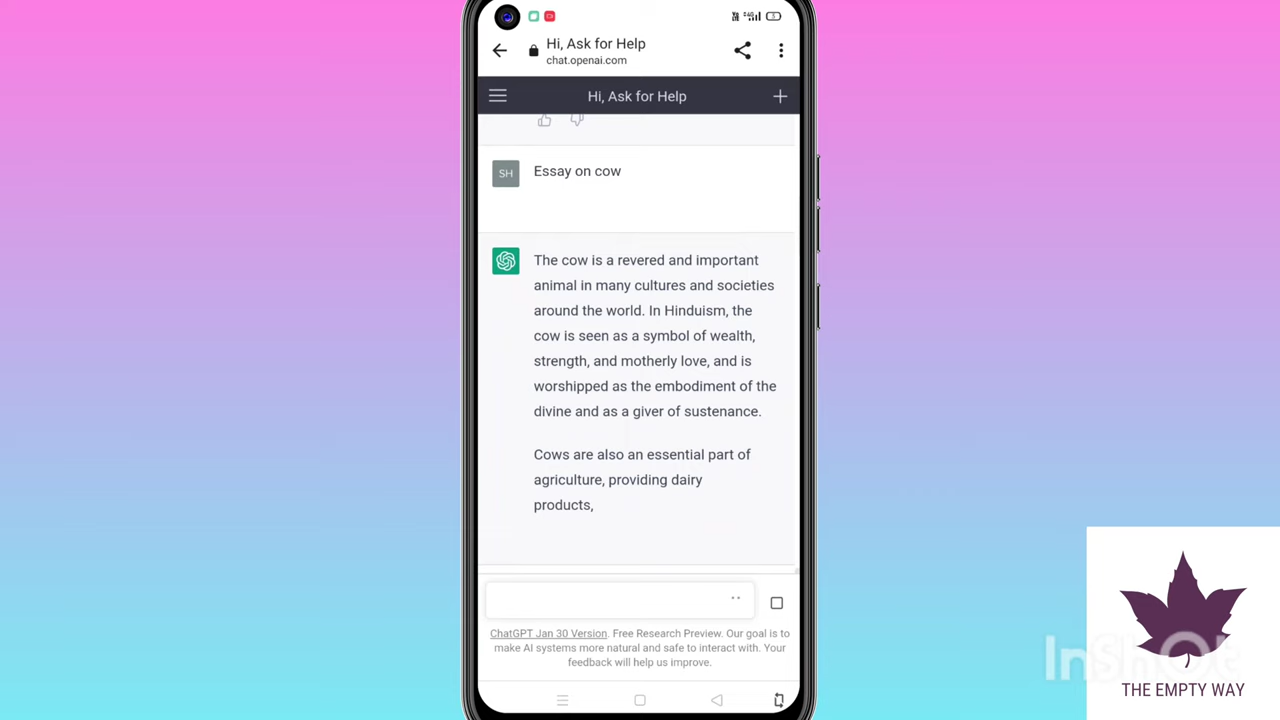 Hi, Ask for Help
chat.openai.com
Hi, Ask for Help
SH
Essay on cow
The cow is a revered and important
animal in many cultures and societies
around the world. In Hinduism, the
cow is seen as a symbol of wealth,
strength, and motherly love, and is
worshipped as the embodiment of the
divine and as a giver of sustenance.
Cows are also an essential part of
agriculture, providing dairy
products,
ChatGPT Jan 30 Version. Free Research Preview. Our goal is to
make AI systems more natural and safe to interact with. Your
feedback will help us improve.
InShOt
THE EMPTY WAY